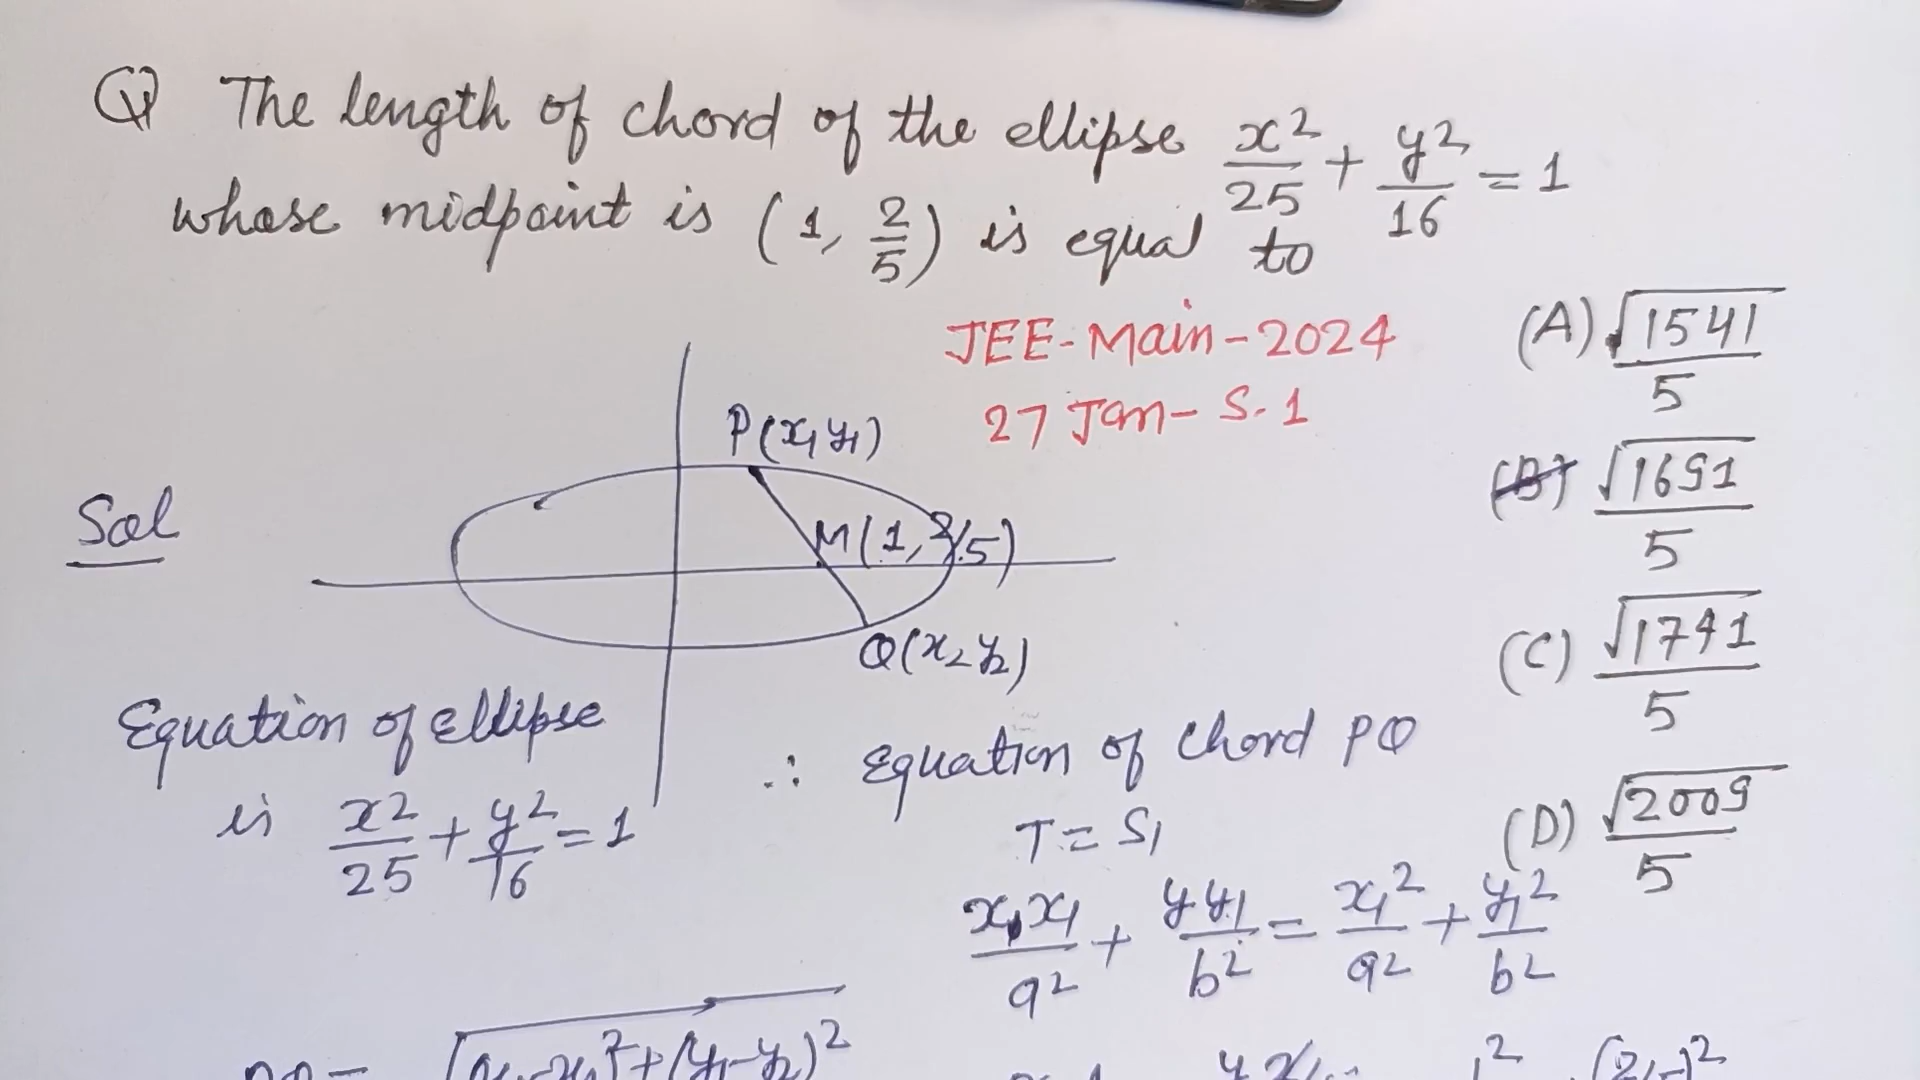 Q The length of chord of the ellipse x²/25 + y²/16 = 1
whose midpoint is (1, 2/5) is equal to
JEE-Main-2024
27 Jan-S.1
(A) √1541/5
(B) √1691/5
(C) √1741/5
(D) √2009/5
Sol
P(x₁ y₁)
M(1, 2/5)
Q(x₂ y₂)
Equation of ellipse
is x²/25 + y²/16 = 1
∴ Equation of chord PQ
T = S₁
x x₁/a² + y y₁/b² = x₁²/a² + y₁²/b²